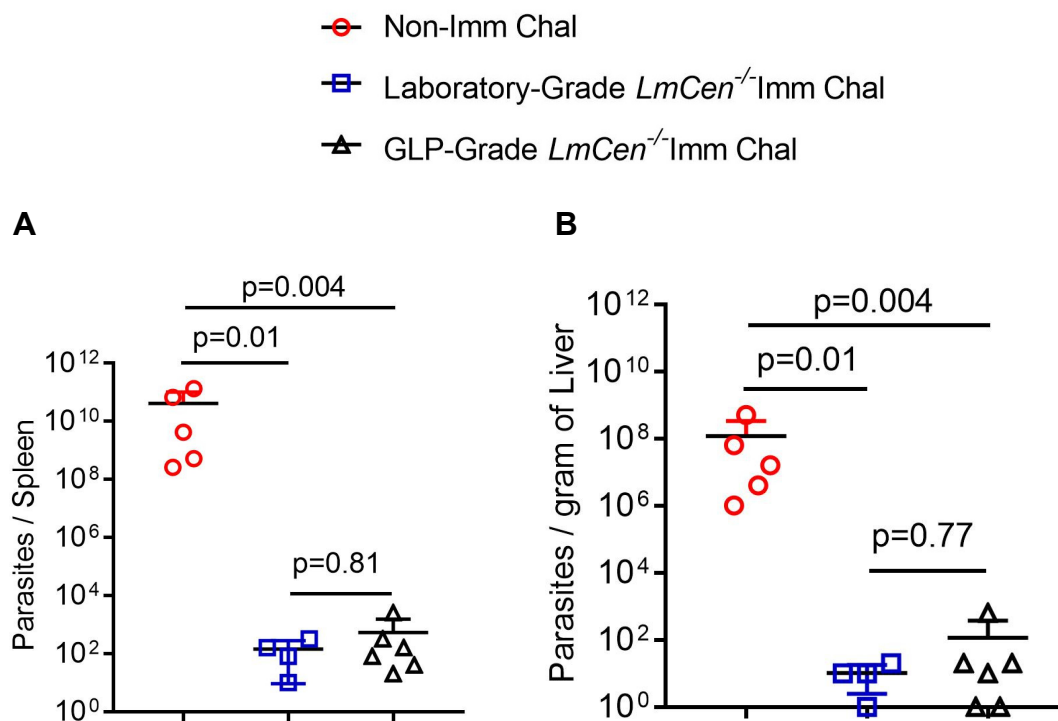 Non-Imm Chal
Laboratory-Grade LmCen-/-Imm Chal
GLP-Grade LmCen-/-Imm Chal
A
p=0.004
p=0.01
10^12
10^10
10^8
10^6
p=0.81
10^4
10^2
10^0
Parasites / Spleen
B
10^12
p=0.004
p=0.01
10^10
10^8
10^6
p=0.77
10^4
10^2
10^0
Parasites / gram of Liver